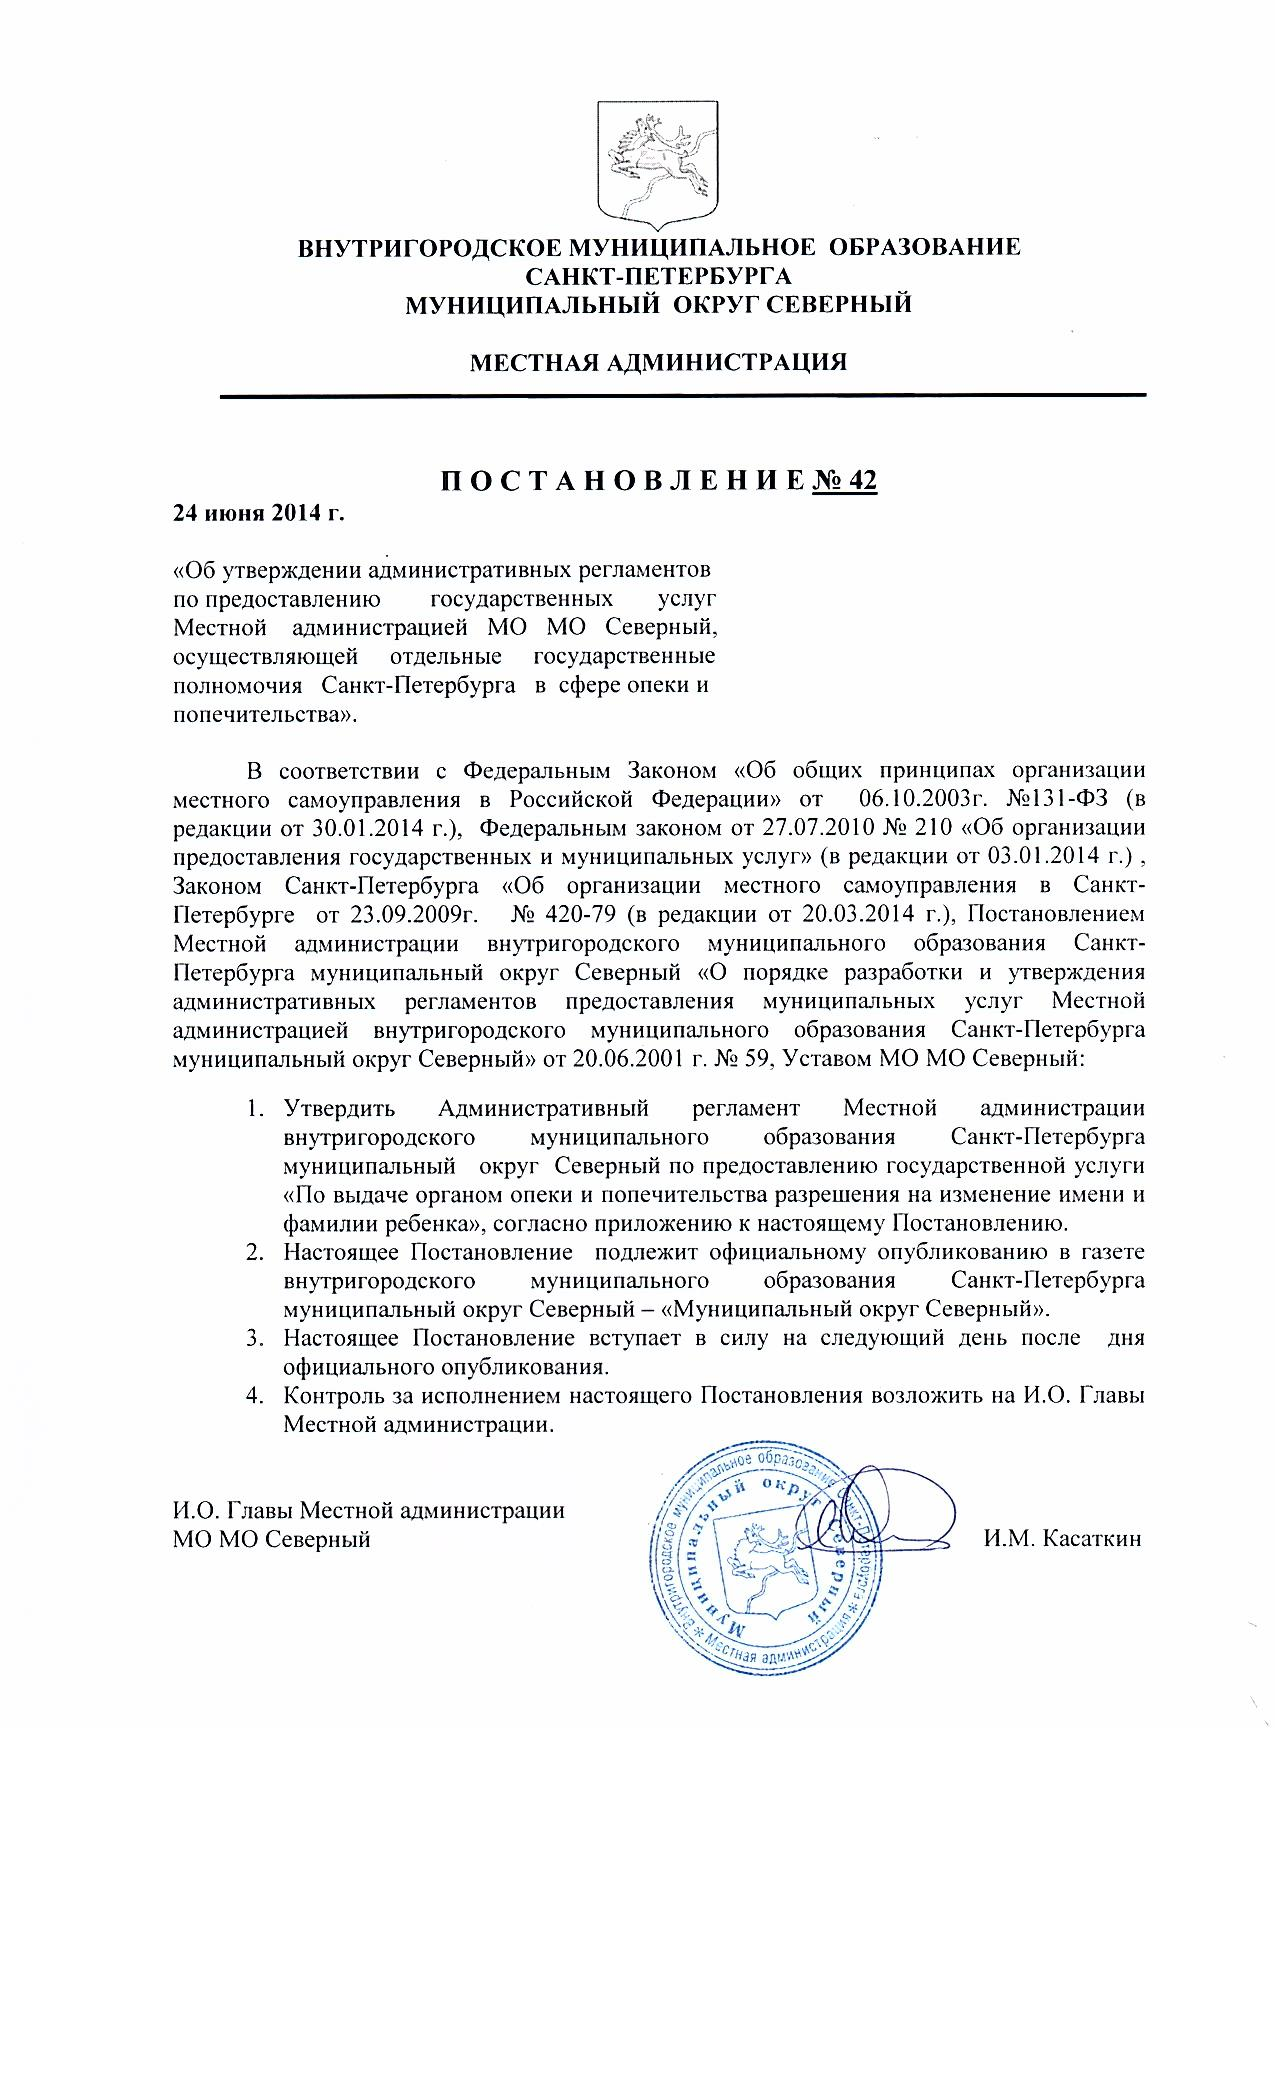 ВНУТРИГОРОДСКОЕ МУНИЦИПАЛЬНОЕ ОБРАЗОВАНИЕ
САНКТ-ПЕТЕРБУРГА
МУНИЦИПАЛЬНЫЙ ОКРУГ СЕВЕРНЫЙ
МЕСТНАЯ АДМИНИСТРАЦИЯ
П О С Т А Н О В Л Е Н И Е № 42
24 июня 2014 г.
«Об утверждении административных регламентов
по предоставлению государственных услуг
Местной администрацией МО МО Северный,
осуществляющей отдельные государственные
полномочия Санкт-Петербурга в сфере опеки и
попечительства».
В соответствии с Федеральным Законом «Об общих принципах организации
местного самоуправления в Российской Федерации» от 06.10.2003г. №131-ФЗ (в
редакции от 30.01.2014 г.), Федеральным законом от 27.07.2010 № 210 «Об организации
предоставления государственных и муниципальных услуг» (в редакции от 03.01.2014 г.) ,
Законом Санкт-Петербурга «Об организации местного самоуправления в Санкт-
Петербурге от 23.09.2009г. № 420-79 (в редакции от 20.03.2014 г.), Постановлением
Местной администрации внутригородского муниципального образования Санкт-
Петербурга муниципальный округ Северный «О порядке разработки и утверждения
административных регламентов предоставления муниципальных услуг Местной
администрацией внутригородского муниципального образования Санкт-Петербурга
муниципальный округ Северный» от 20.06.2001 г. № 59, Уставом МО МО Северный:
1. Утвердить Административный регламент Местной администрации
внутригородского муниципального образования Санкт-Петербурга
муниципальный округ Северный по предоставлению государственной услуги
«По выдаче органом опеки и попечительства разрешения на изменение имени и
фамилии ребенка», согласно приложению к настоящему Постановлению.
2. Настоящее Постановление подлежит официальному опубликованию в газете
внутригородского муниципального образования Санкт-Петербурга
муниципальный округ Северный – «Муниципальный округ Северный».
3. Настоящее Постановление вступает в силу на следующий день после дня
официального опубликования.
4. Контроль за исполнением настоящего Постановления возложить на И.О. Главы
Местной администрации.
И.О. Главы Местной администрации
МО МО Северный И.М. Касаткин
Внутригородское муниципальное образование Санкт-Петербурга * Местная администрация *
Муниципальный округ Северный